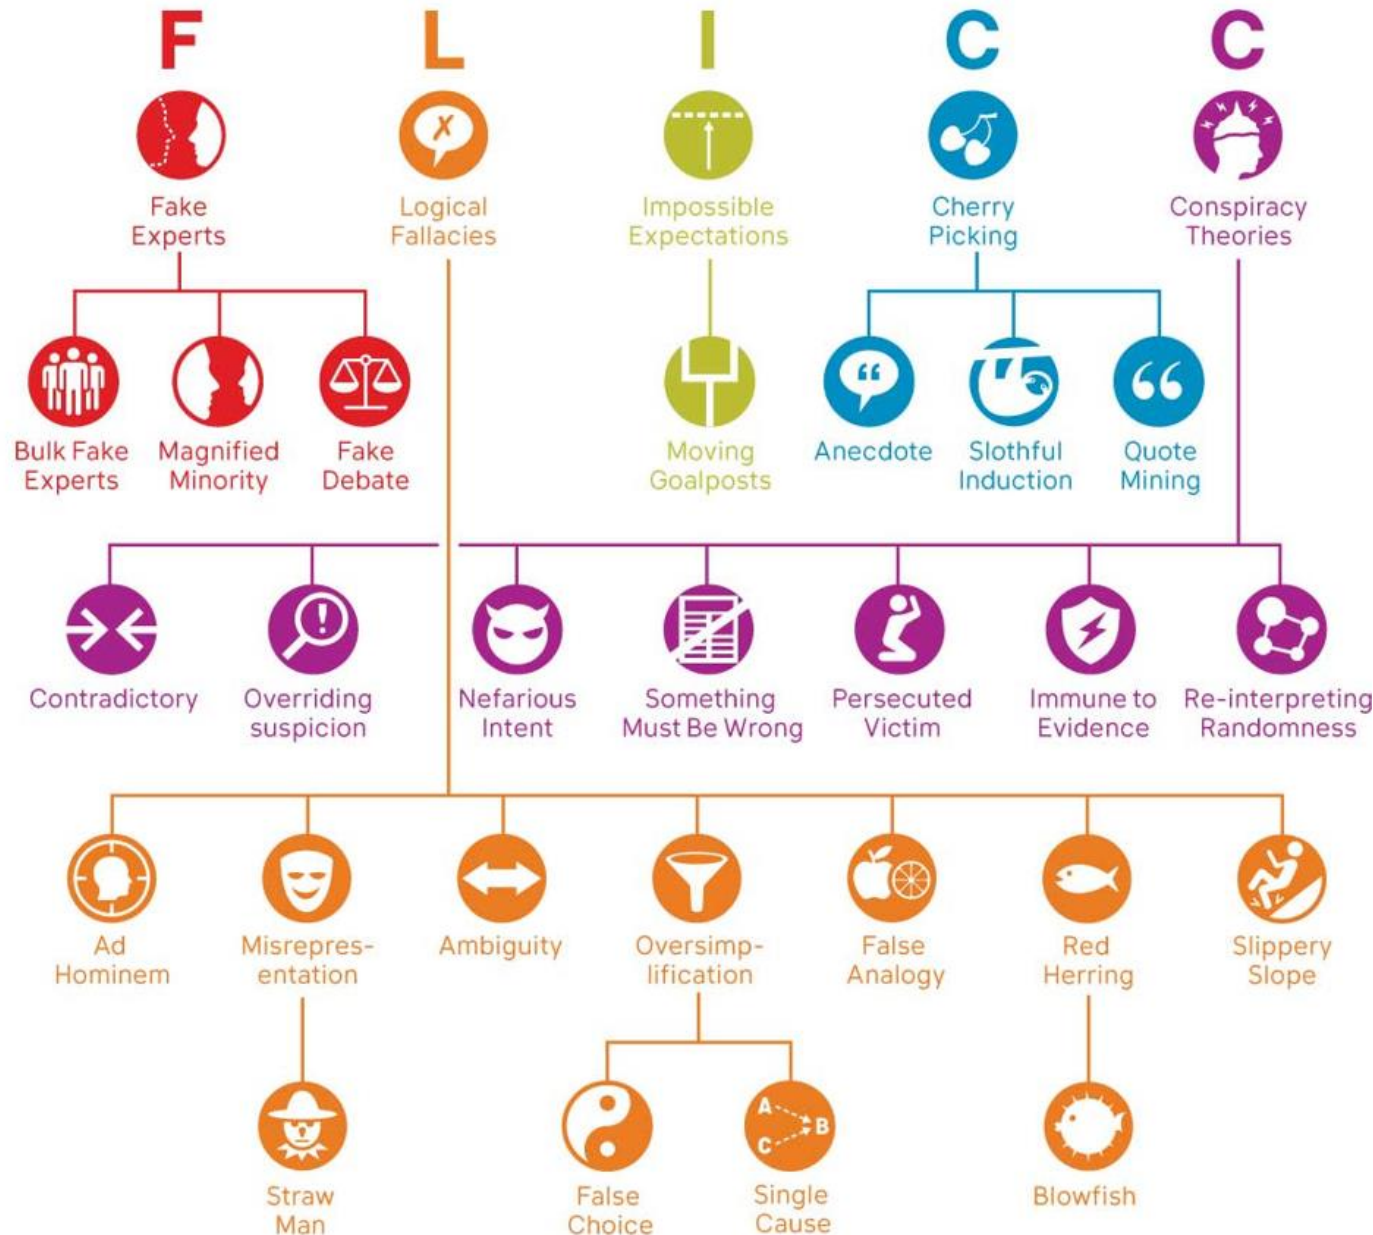 F L I C C
Fake Logical Impossible Cherry Conspiracy
Experts Fallacies Expectations Picking Theories
Bulk Fake Magnified Fake Moving Anecdote Slothful Quote
Experts Minority Debate Goalposts Induction Mining
Contradictory Overriding Nefarious Something Persecuted Immune to Re-interpreting
suspicion Intent Must Be Wrong Victim Evidence Randomness
Ad Misrepres- Ambiguity Oversimp- False Red Slippery
Hominem entation lification Analogy Herring Slope
A
B
C
Straw False Single Blowfish
Man Choice Cause